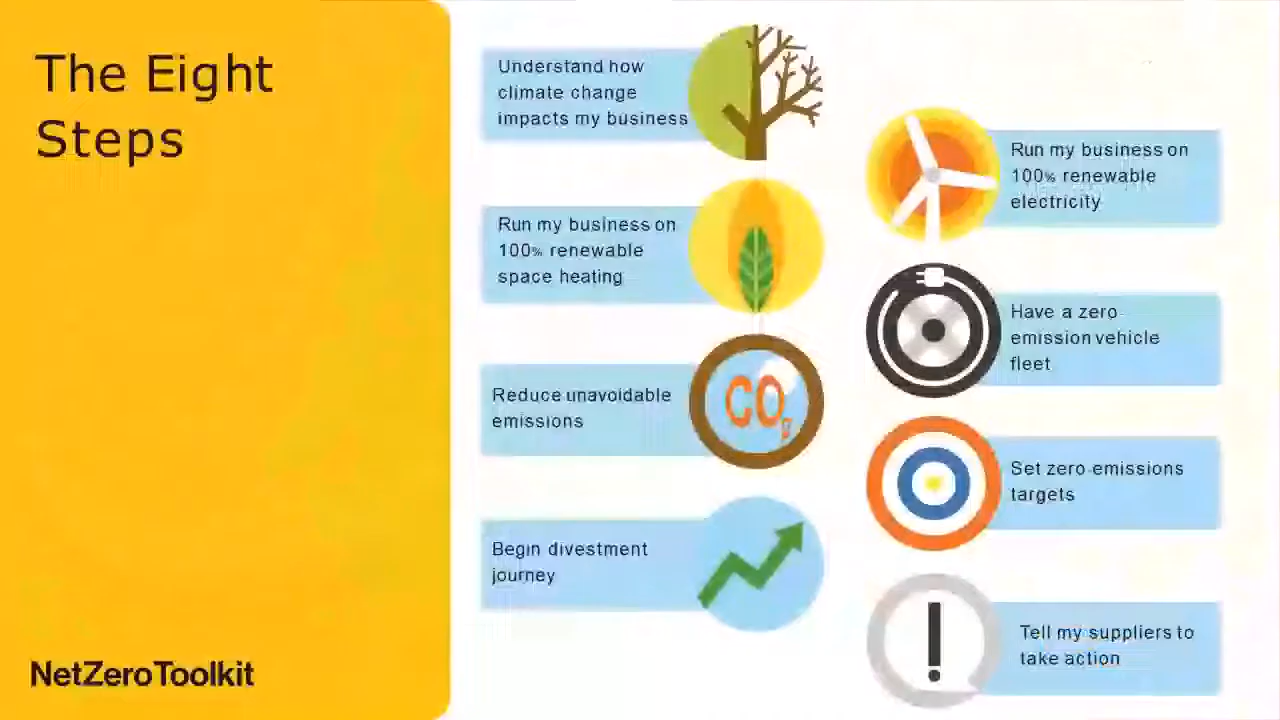 The Eight
Steps
Understand how
climate change
impacts my business
Run my business on
100% renewable
electricity
Run my business on
100% renewable
space heating
Have a zero
emission vehicle
fleet
CO2
Reduce unavoidable
emissions
Set zero emissions
targets
Begin divestment
journey
Tell my suppliers to
take action
NetZeroToolkit